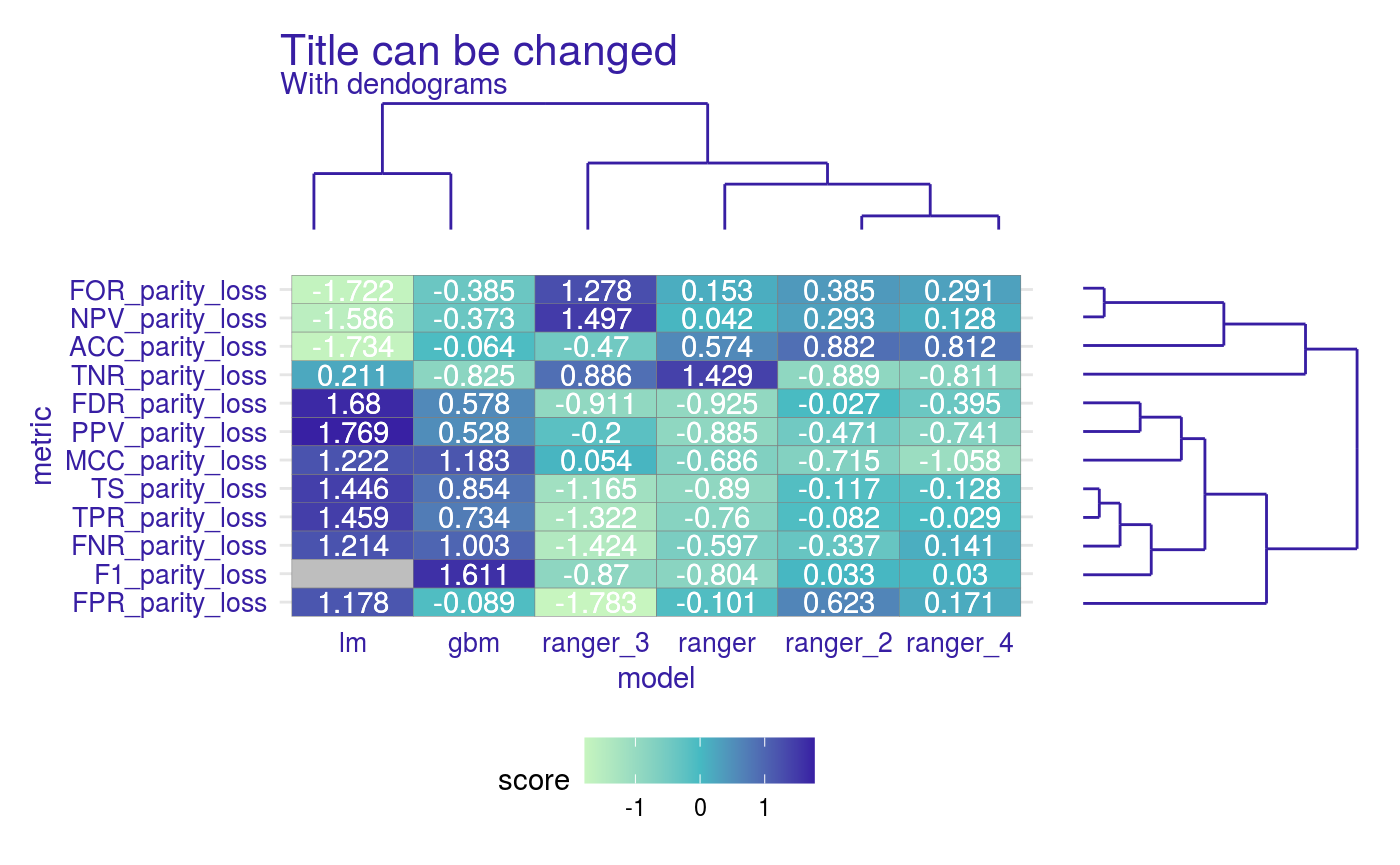 Title can be changed
With dendograms
FOR_parity_loss -1.722 -0.385 1.278 0.153 0.385 0.291
NPV_parity_loss -1.586 -0.373 1.497 0.042 0.293 0.128
ACC_parity_loss -1.734 -0.064 -0.47 0.574 0.882 0.812
TNR_parity_loss 0.211 -0.825 0.886 1.429 -0.889 -0.811
FDR_parity_loss 1.68 0.578 -0.911 -0.925 -0.027 -0.395
PPV_parity_loss 1.769 0.528 -0.2 -0.885 -0.471 -0.741
MCC_parity_loss 1.222 1.183 0.054 -0.686 -0.715 -1.058
TS_parity_loss 1.446 0.854 -1.165 -0.89 -0.117 -0.128
TPR_parity_loss 1.459 0.734 -1.322 -0.76 -0.082 -0.029
FNR_parity_loss 1.214 1.003 -1.424 -0.597 -0.337 0.141
F1_parity_loss 1.611 -0.87 -0.804 0.033 0.03
FPR_parity_loss 1.178 -0.089 -1.783 -0.101 0.623 0.171
metric
lm gbm ranger_3 ranger ranger_2 ranger_4
model
score
-1 0 1